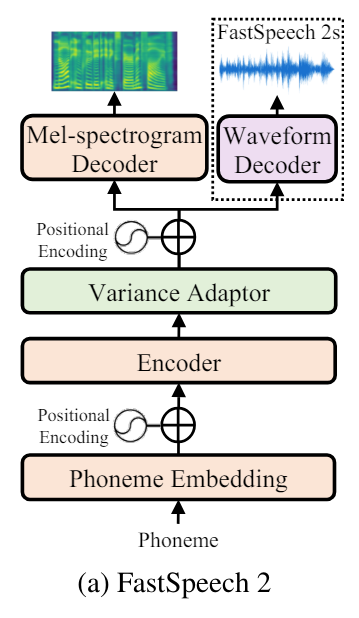 FastSpeech 2s
Mel-spectrogram
Decoder
Waveform
Decoder
Positional
Encoding
Variance Adaptor
Encoder
Positional
Encoding
Phoneme Embedding
Phoneme
(a) FastSpeech 2